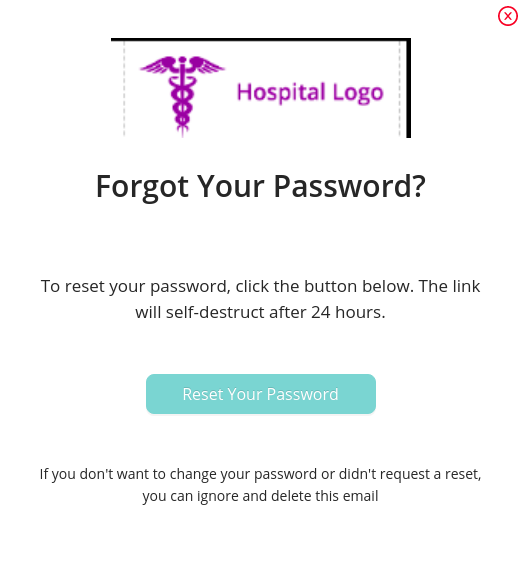 Hospital Logo
Forgot Your Password?
To reset your password, click the button below. The link
will self-destruct after 24 hours.
Reset Your Password
If you don't want to change your password or didn't request a reset,
you can ignore and delete this email